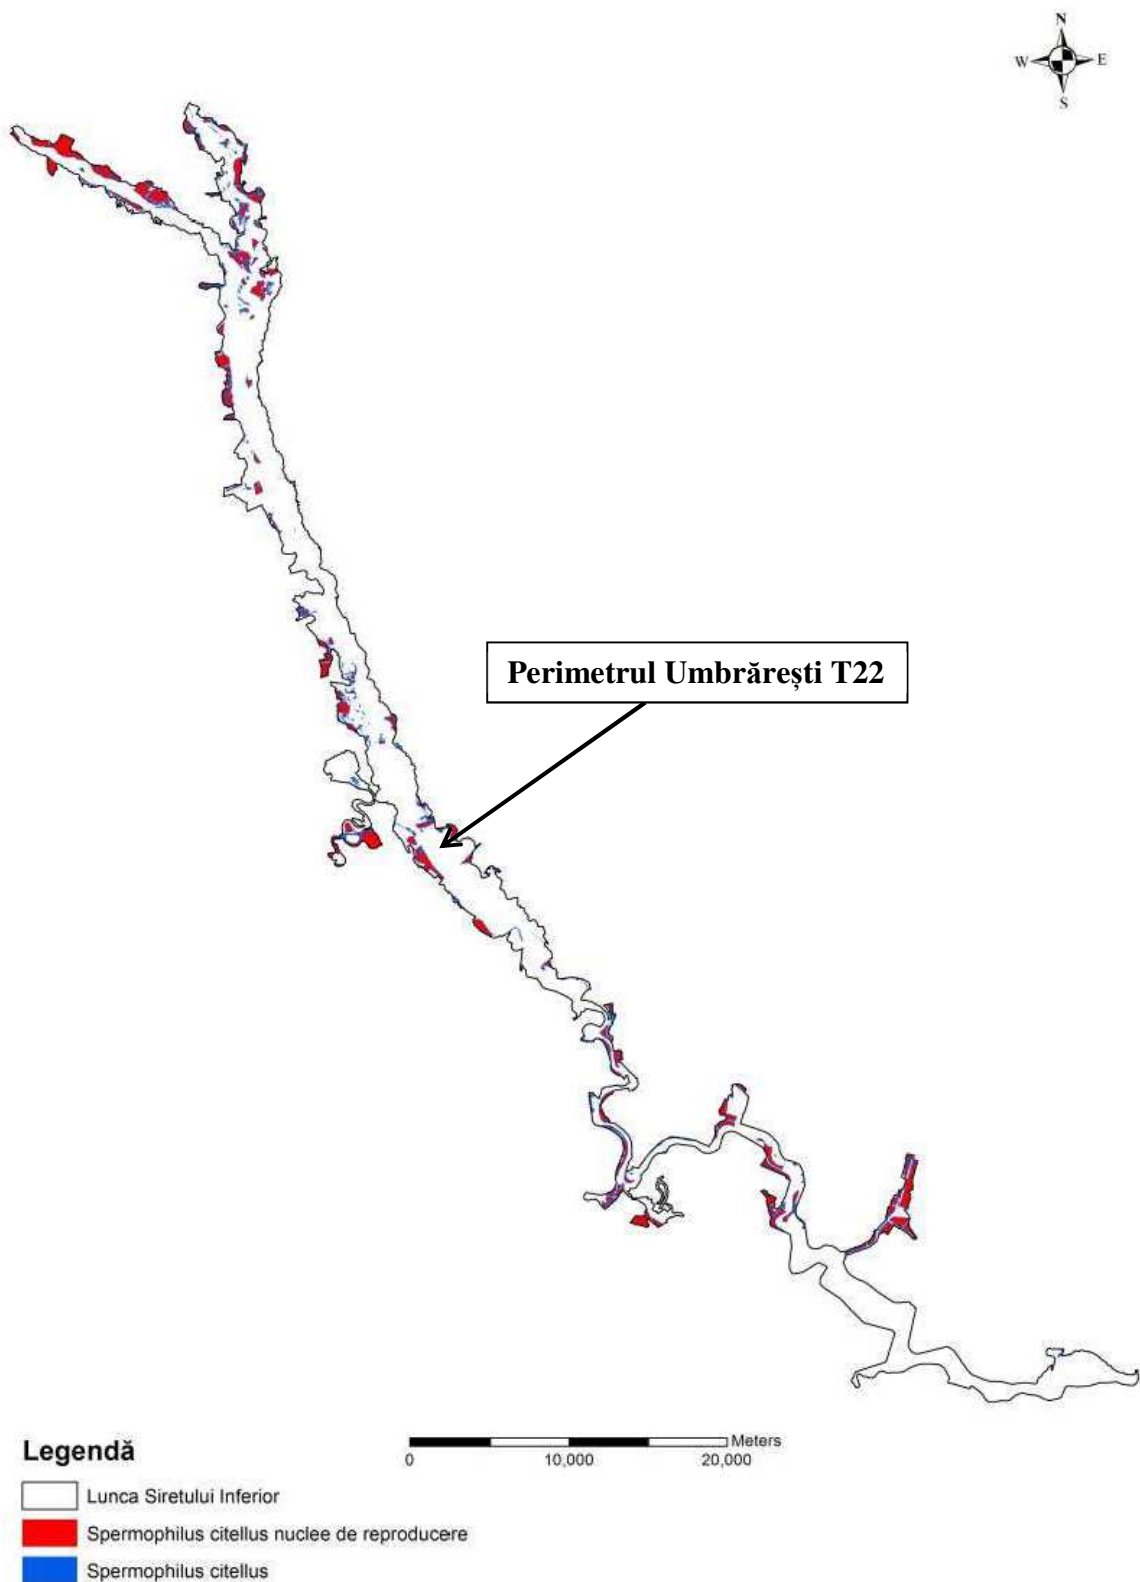 N
W E
S
Perimetrul Umbrărești T22
Legendă
Meters
0 10,000 20,000
Lunca Siretului Inferior
Spermophilus citellus nuclee de reproducere
Spermophilus citellus